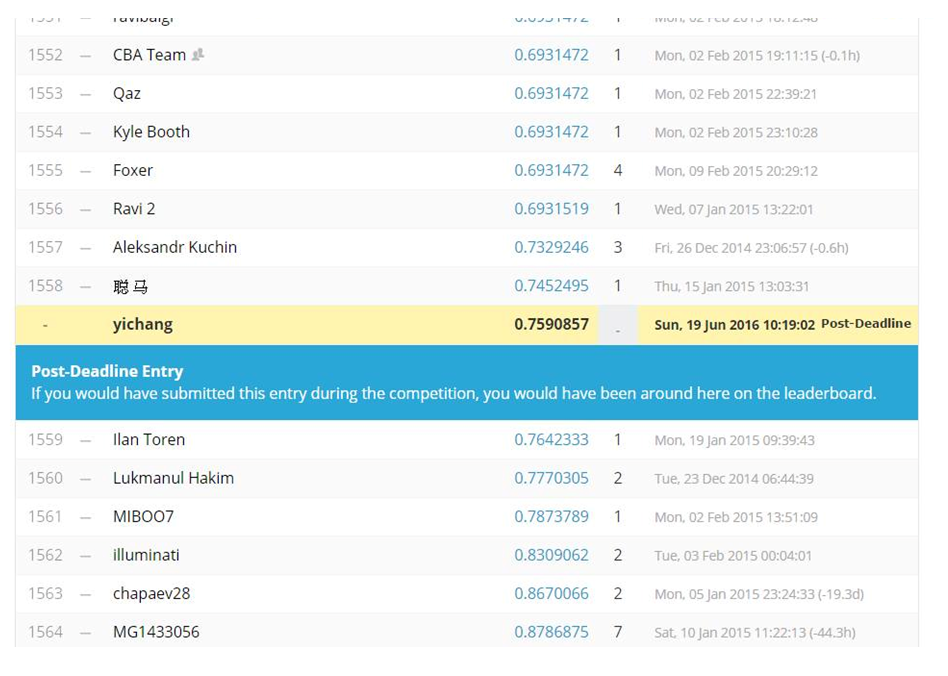 1552 — CBA Team 0.6931472 1 Mon, 02 Feb 2015 19:11:15 (-0.1h)
1553 — Qaz 0.6931472 1 Mon, 02 Feb 2015 22:39:21
1554 — Kyle Booth 0.6931472 1 Mon, 02 Feb 2015 23:10:28
1555 — Foxer 0.6931472 4 Mon, 09 Feb 2015 20:29:12
1556 — Ravi 2 0.6931519 1 Wed, 07 Jan 2015 13:22:01
1557 — Aleksandr Kuchin 0.7329246 3 Fri, 26 Dec 2014 23:06:57 (-0.6h)
1558 — 聪 马 0.7452495 1 Thu, 15 Jan 2015 13:03:31
- yichang 0.7590857 - Sun, 19 Jun 2016 10:19:02 Post-Deadline
Post-Deadline Entry
If you would have submitted this entry during the competition, you would have been around here on the leaderboard.
1559 — Ilan Toren 0.7642333 1 Mon, 19 Jan 2015 09:39:43
1560 — Lukmanul Hakim 0.7770305 2 Tue, 23 Dec 2014 06:44:39
1561 — MIBOO7 0.7873789 1 Mon, 02 Feb 2015 13:51:09
1562 — illuminati 0.8309062 2 Tue, 03 Feb 2015 00:04:01
1563 — chapaev28 0.8670066 2 Mon, 05 Jan 2015 23:24:33 (-19.3d)
1564 — MG1433056 0.8786875 7 Sat, 10 Jan 2015 11:22:13 (-44.3h)